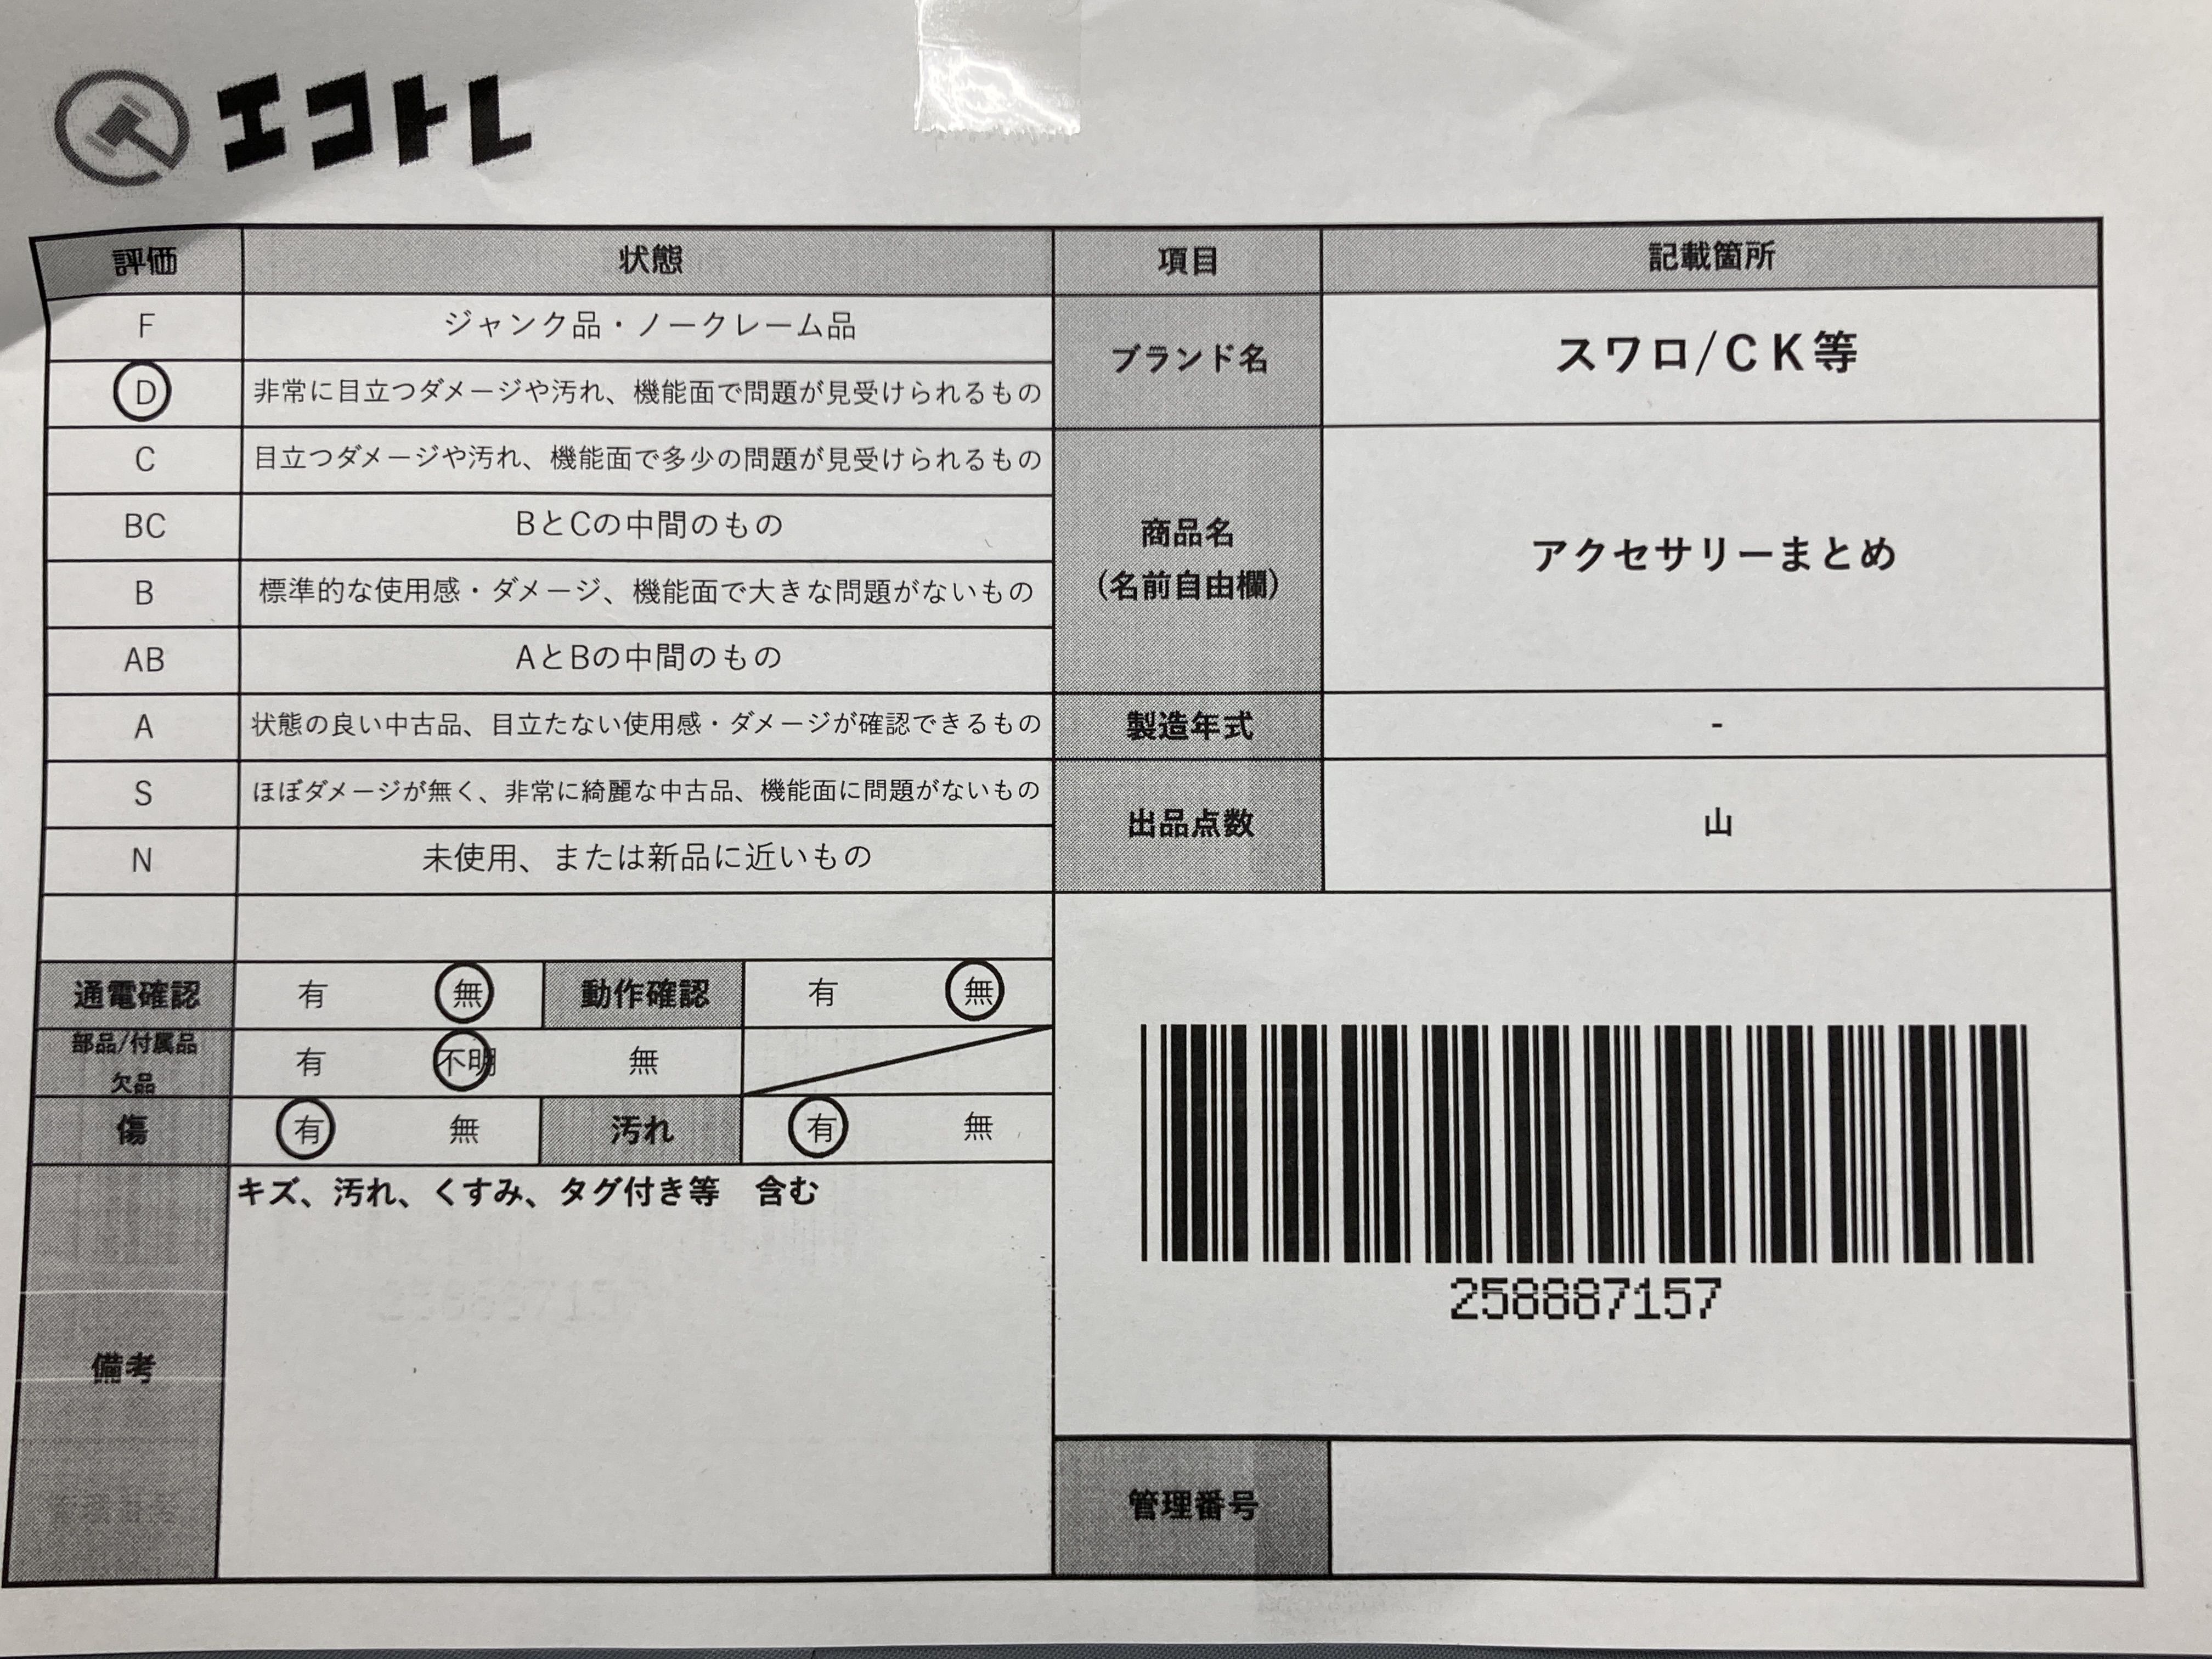 エコトレ
評価 状態 項目 記載箇所
F ジャンク品・ノークレーム品
D 非常に目立つダメージや汚れ、機能面で問題が見受けられるもの
ブランド名 スワロ/CK等
C 目立つダメージや汚れ、機能面で多少の問題が見受けられるもの
BC BとCの中間のもの
B 標準的な使用感・ダメージ、機能面で大きな問題がないもの
AB AとBの中間のもの
商品名
(名前自由欄)
アクセサリーまとめ
A 状態の良い中古品、目立たない使用感・ダメージが確認できるもの
製造年式 -
S ほぼダメージが無く、非常に綺麗な中古品、機能面に問題がないもの
N 未使用、または新品に近いもの
出品点数 山
通電確認 有 無 動作確認 有 無
部品/付属品
欠品
有 不明 無
傷 有 無 汚れ 有 無
備考
キズ、汚れ、くすみ、タグ付き等 含む
258887157
管理番号